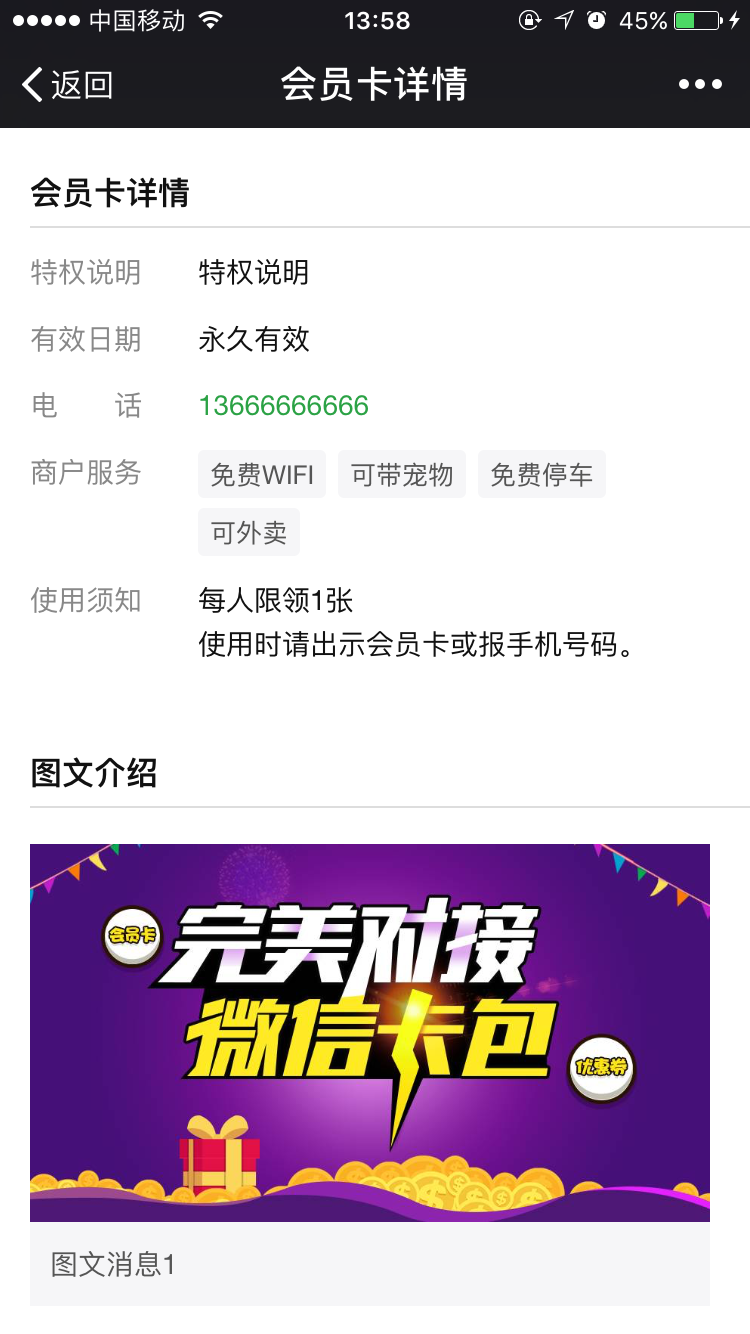 中国移动 13:58 45%
返回 会员卡详情
会员卡详情
特权说明 特权说明
有效日期 永久有效
电 话 13666666666
商户服务 免费WIFI 可带宠物 免费停车
可外卖
使用须知 每人限领1张
使用时请出示会员卡或报手机号码。
图文介绍
会员卡
完美对接
微信卡包
优惠券
图文消息1